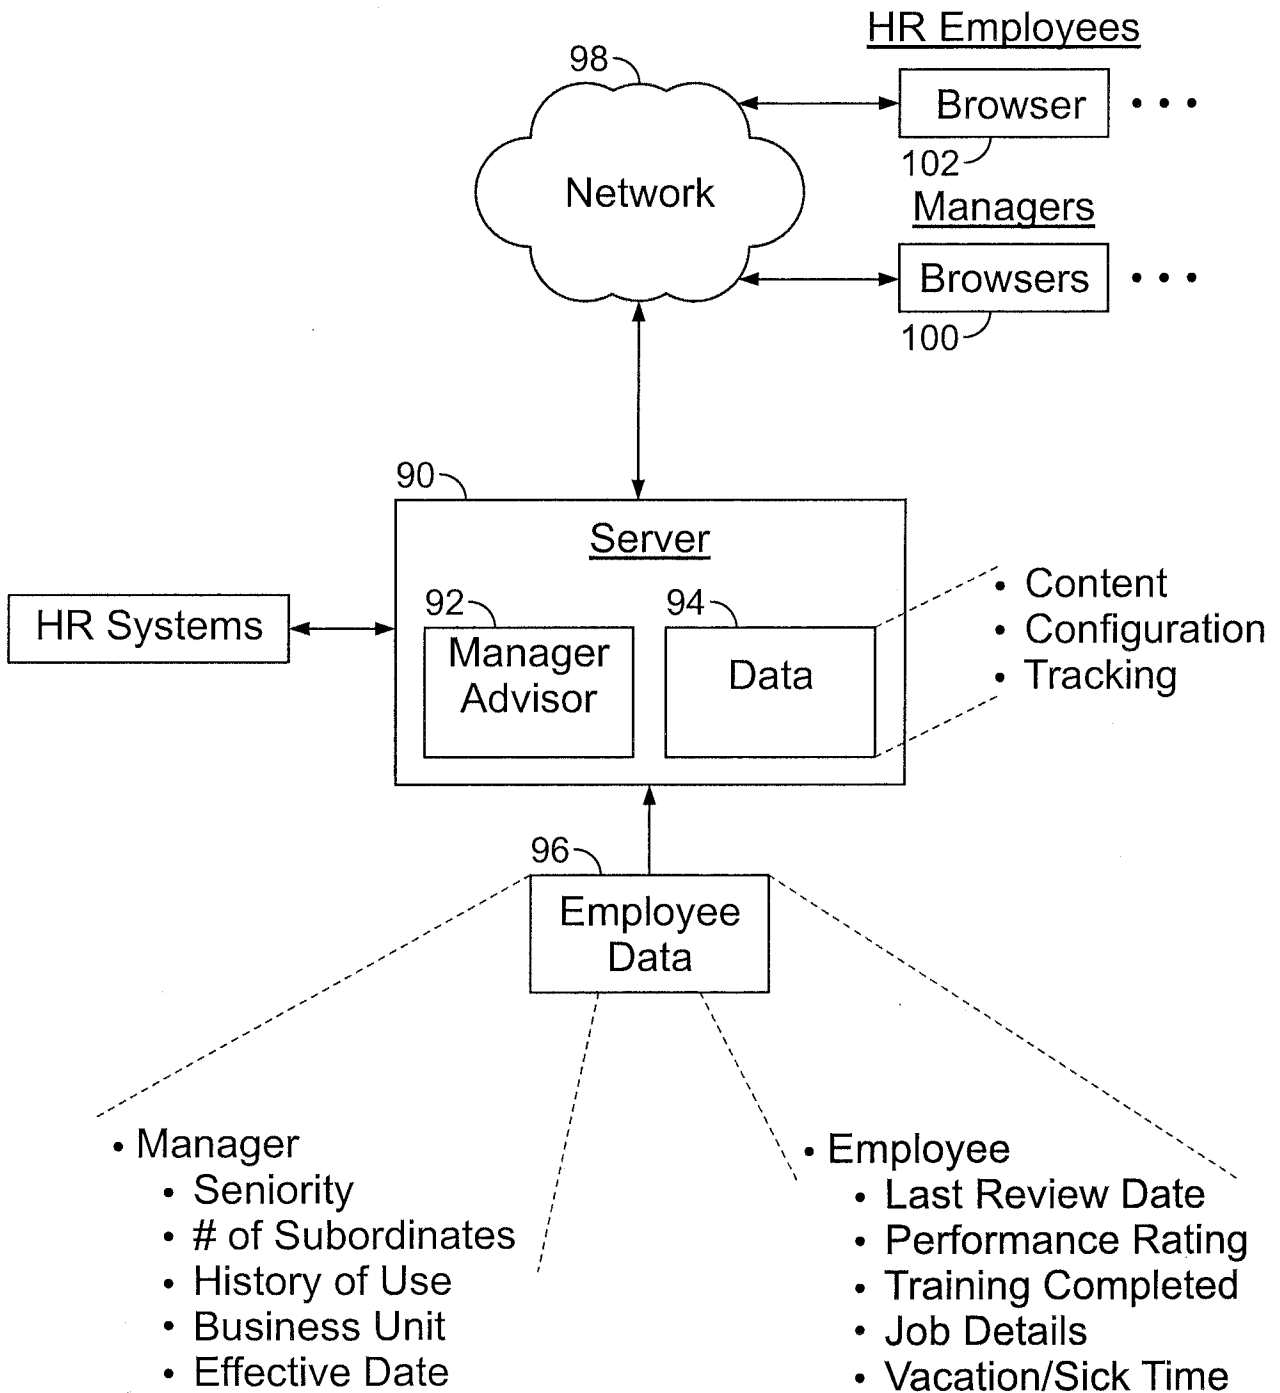 HR Employees
98
Browser
102
Network
Managers
Browsers
100
90
Server
HR Systems
92
Manager
Advisor
94
Data
• Content
• Configuration
• Tracking
96
Employee
Data
• Manager
• Seniority
• # of Subordinates
• History of Use
• Business Unit
• Effective Date
• Employee
• Last Review Date
• Performance Rating
• Training Completed
• Job Details
• Vacation/Sick Time